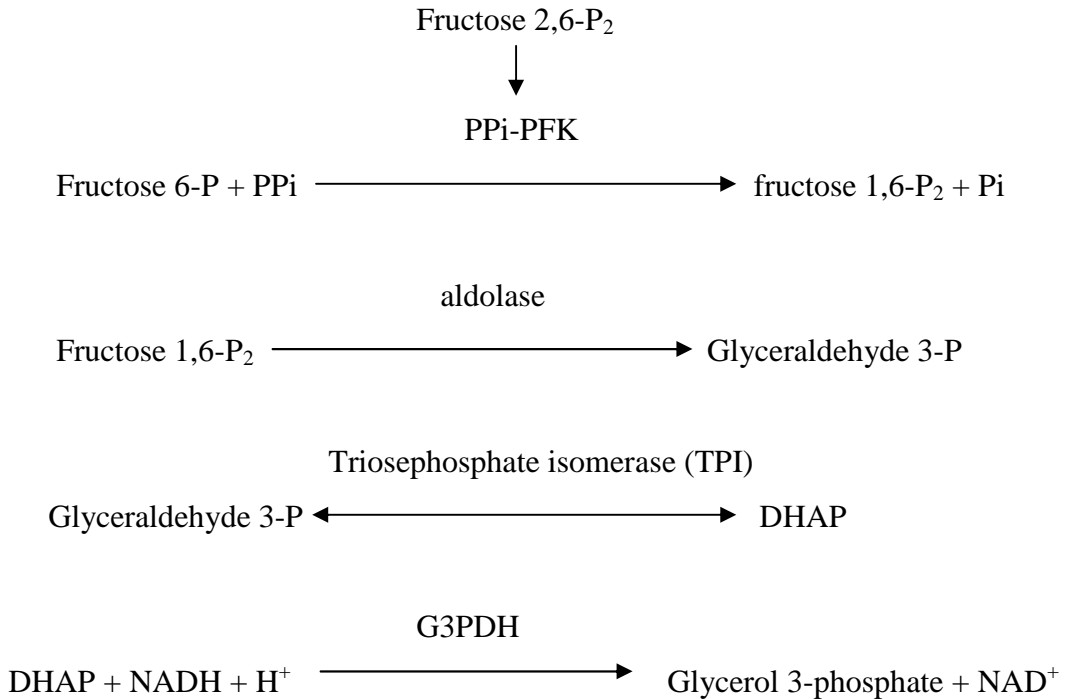 Fructose 2,6-P₂
PPi-PFK
Fructose 6-P + PPi fructose 1,6-P₂ + Pi
aldolase
Fructose 1,6-P₂ Glyceraldehyde 3-P
Triosephosphate isomerase (TPI)
Glyceraldehyde 3-P DHAP
G3PDH
DHAP + NADH + H⁺ Glycerol 3-phosphate + NAD⁺